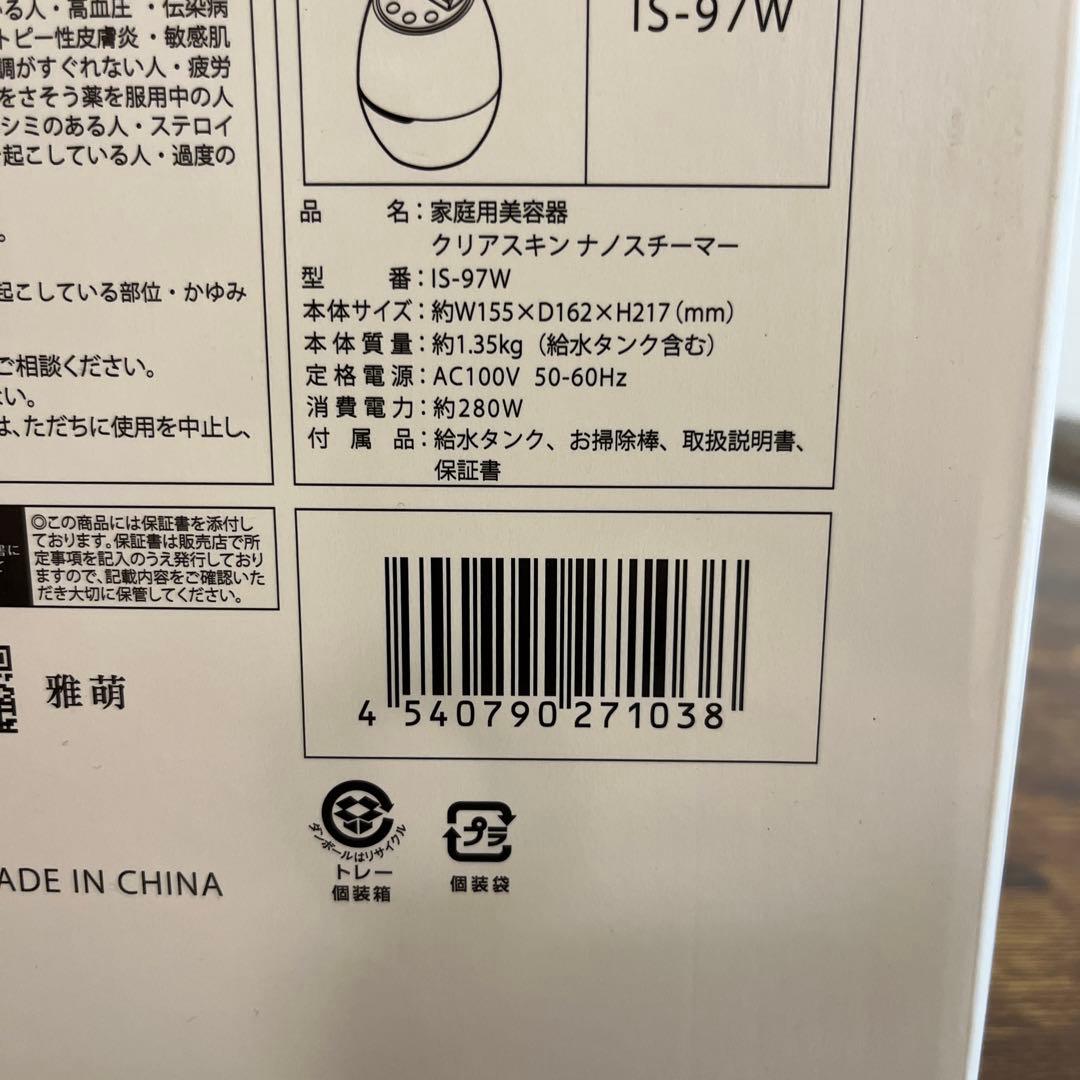 いる人・高血圧・伝染病
トピー性皮膚炎・敏感肌
調がすぐれない人・疲労
をさそう薬を服用中の人
シミのある人・ステロイ
起こしている人・過度の
。
起こしている部位・かゆみ
ご相談ください。
い。
は、ただちに使用を中止し、
IS-97W
品名：家庭用美容器
クリアスキン ナノスチーマー
型番：IS-97W
本体サイズ：約W155×D162×H217（mm）
本体質量：約1.35kg（給水タンク含む）
定格電源：AC100V 50-60Hz
消費電力：約280W
付属品：給水タンク、お掃除棒、取扱説明書、
保証書
書に
て
◎この商品には保証書を添付し
ております。保証書は販売店で所
定事項を記入のうえ発行しており
ますので、記載内容をご確認いた
だき大切に保管してください。
雅萌
4 540790 271038
ダンボールはリサイクル
トレー
個装箱
プラ
個装袋
ADE IN CHINA